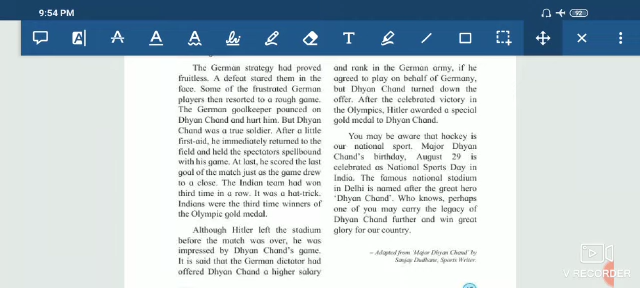 9:54 PM
92
The German strategy had proved
fruitless. A defeat stared them in the
face. Some of the frustrated German
players then resorted to a rough game.
The German goalkeeper pounced on
Dhyan Chand and hurt him. But Dhyan
Chand was a true soldier. After a little
first-aid, he immediately returned to the
field and held the spectators spellbound
with his game. At last, he scored the last
goal of the match just as the game drew
to a close. The Indian team had won
third time in a row. It was a hat-trick.
Indians were the third time winners of
the Olympic gold medal.
Although Hitler left the stadium
before the match was over, he was
impressed by Dhyan Chand's game.
It is said that the German dictator had
offered Dhyan Chand a higher salary
and rank in the German army, if he
agreed to play on behalf of Germany,
but Dhyan Chand turned down the
offer. After the celebrated victory in
the Olympics, Hitler awarded a special
gold medal to Dhyan Chand.
You may be aware that hockey is
our national sport. Major Dhyan
Chand's birthday, August 29 is
celebrated as National Sports Day in
India. The famous national stadium
in Delhi is named after the great hero
'Dhyan Chand'. Who knows, perhaps
one of you may carry the legacy of
Dhyan Chand further and win great
glory for our country.
– Adapted from 'Major Dhyan Chand' by
Sanjay Dudhane, Sports Writer.
V RECORDER